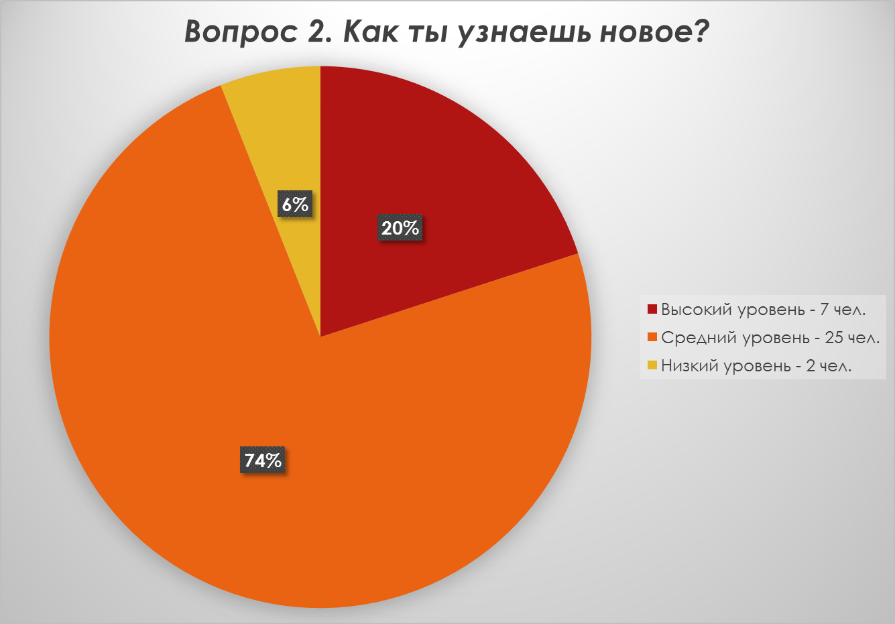 Вопрос 2. Как ты узнаешь новое?
6%
20%
Высокий уровень - 7 чел.
Средний уровень - 25 чел.
Низкий уровень - 2 чел.
74%